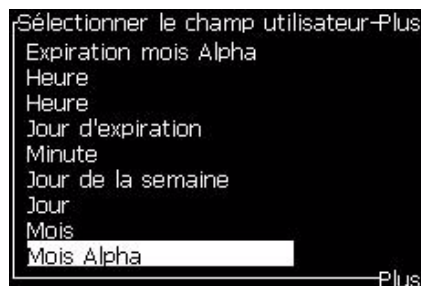 Sélectionner le champ utilisateur-Plus
Expiration mois Alpha
Heure
Heure
Jour d'expiration
Minute
Jour de la semaine
Jour
Mois
Mois Alpha
Plus